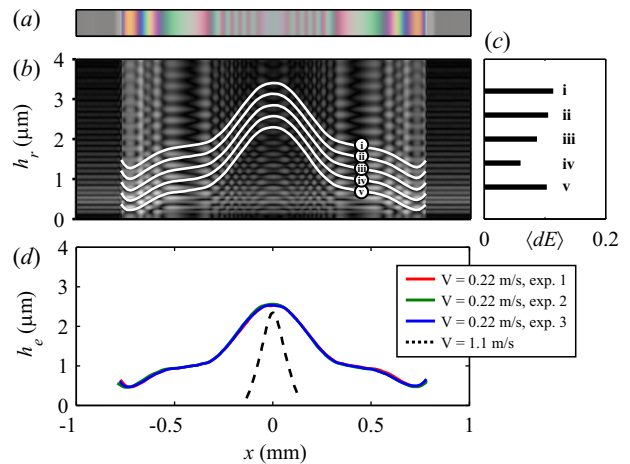 (a)
(b)
(c)
4
3
2
1
0
h_r (μm)
i
ii
iii
iv
v
i
ii
iii
iv
v
0
⟨dE⟩
0.2
(d)
4
3
2
1
0
h_e (μm)
V = 0.22 m/s, exp. 1
V = 0.22 m/s, exp. 2
V = 0.22 m/s, exp. 3
V = 1.1 m/s
-1
-0.5
0
0.5
1
x (mm)